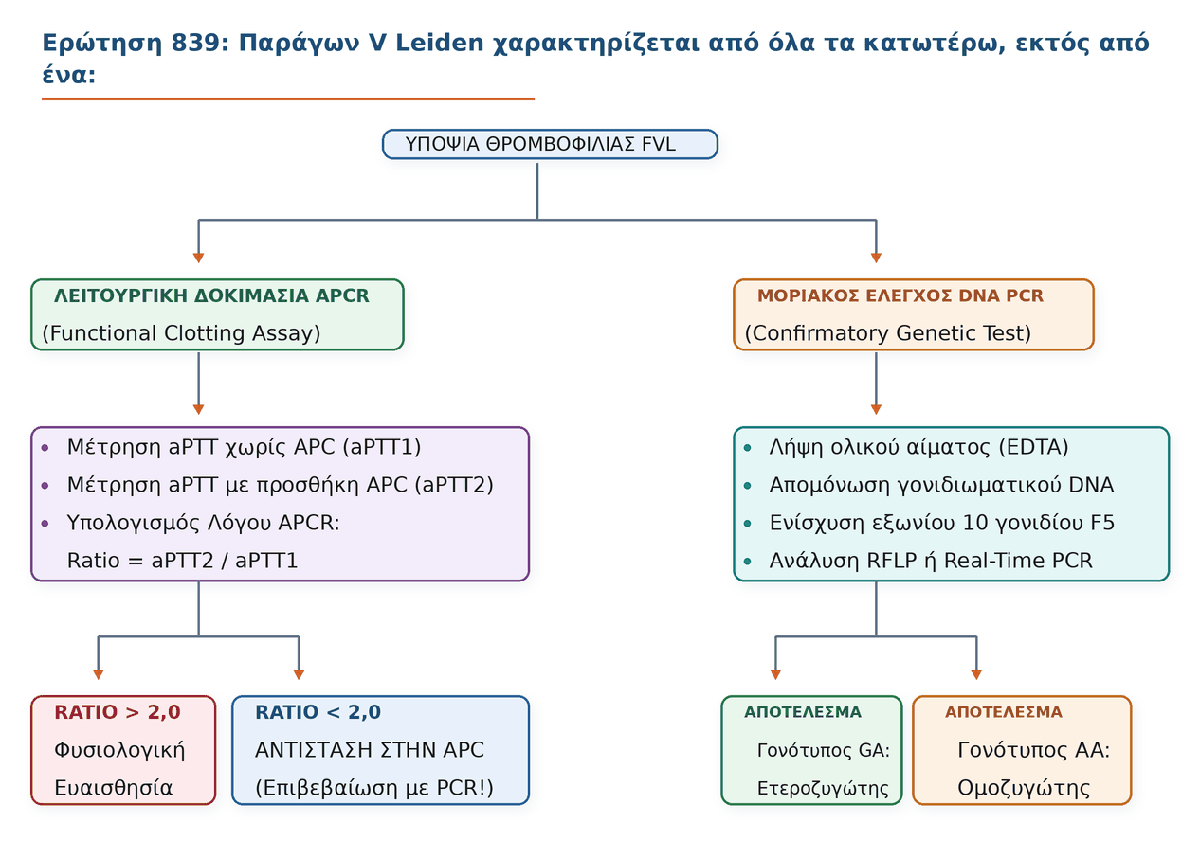 Ερώτηση 839: Παράγων V Leiden χαρακτηρίζεται από όλα τα κατωτέρω, εκτός από
ένα:
ΥΠΟΨΙΑ ΘΡΟΜΒΟΦΙΛΙΑΣ FVL
ΛΕΙΤΟΥΡΓΙΚΗ ΔΟΚΙΜΑΣΙΑ APCR
(Functional Clotting Assay)
ΜΟΡΙΑΚΟΣ ΕΛΕΓΧΟΣ DNA PCR
(Confirmatory Genetic Test)
• Μέτρηση aPTT χωρίς APC (aPTT1)
• Μέτρηση aPTT με προσθήκη APC (aPTT2)
• Υπολογισμός Λόγου APCR:
Ratio = aPTT2 / aPTT1
• Λήψη ολικού αίματος (EDTA)
• Απομόνωση γονιδιωματικού DNA
• Ενίσχυση εξωνίου 10 γονιδίου F5
• Ανάλυση RFLP ή Real-Time PCR
RATIO > 2,0
Φυσιολογική
Ευαισθησία
RATIO < 2,0
ΑΝΤΙΣΤΑΣΗ ΣΤΗΝ APC
(Επιβεβαίωση με PCR!)
ΑΠΟΤΕΛΕΣΜΑ
Γονότυπος GA:
Ετεροζυγώτης
ΑΠΟΤΕΛΕΣΜΑ
Γονότυπος AA:
Ομοζυγώτης